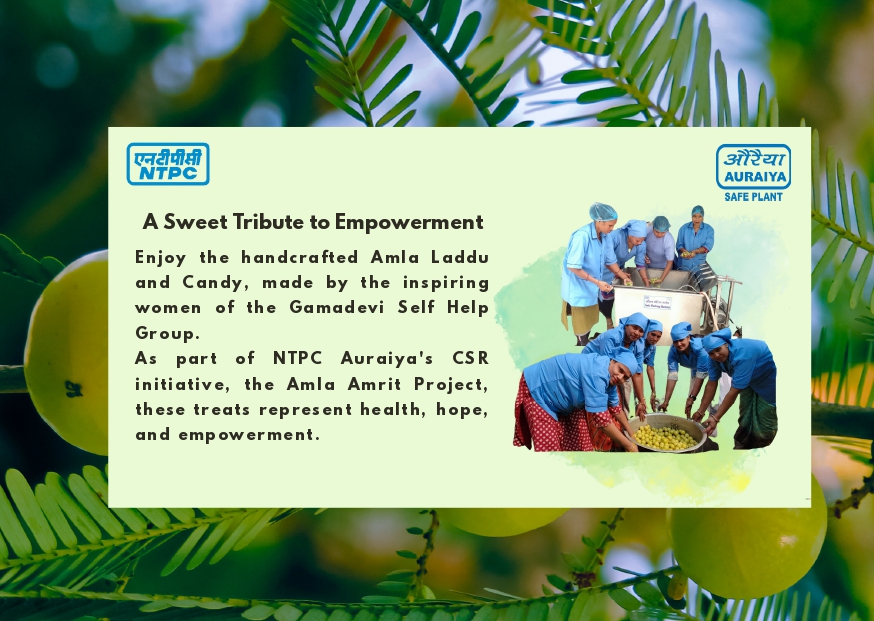 एनटीपीसी
NTPC
औरैया
AURAIYA
SAFE PLANT
A Sweet Tribute to Empowerment
Enjoy the handcrafted Amla Laddu
and Candy, made by the inspiring
women of the Gamadevi Self Help
Group.
As part of NTPC Auraiya's CSR
initiative, the Amla Amrit Project,
these treats represent health, hope,
and empowerment.